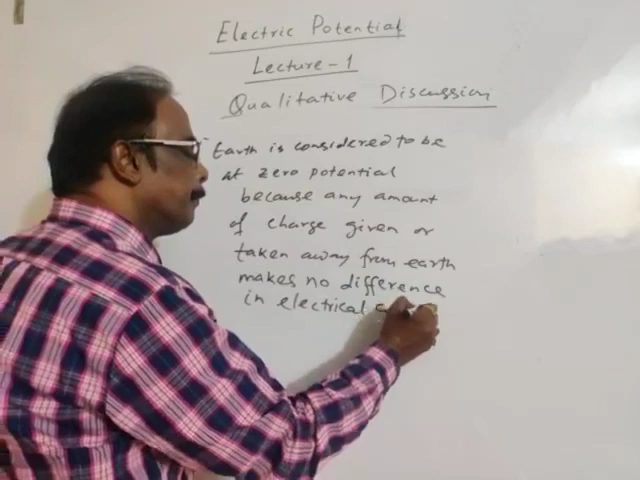 Electric Potential
Lecture-1
Qualitative Discussion
Earth is considered to be
at zero potential
because any amount
of charge given or
taken away from earth
makes no difference
in electrical